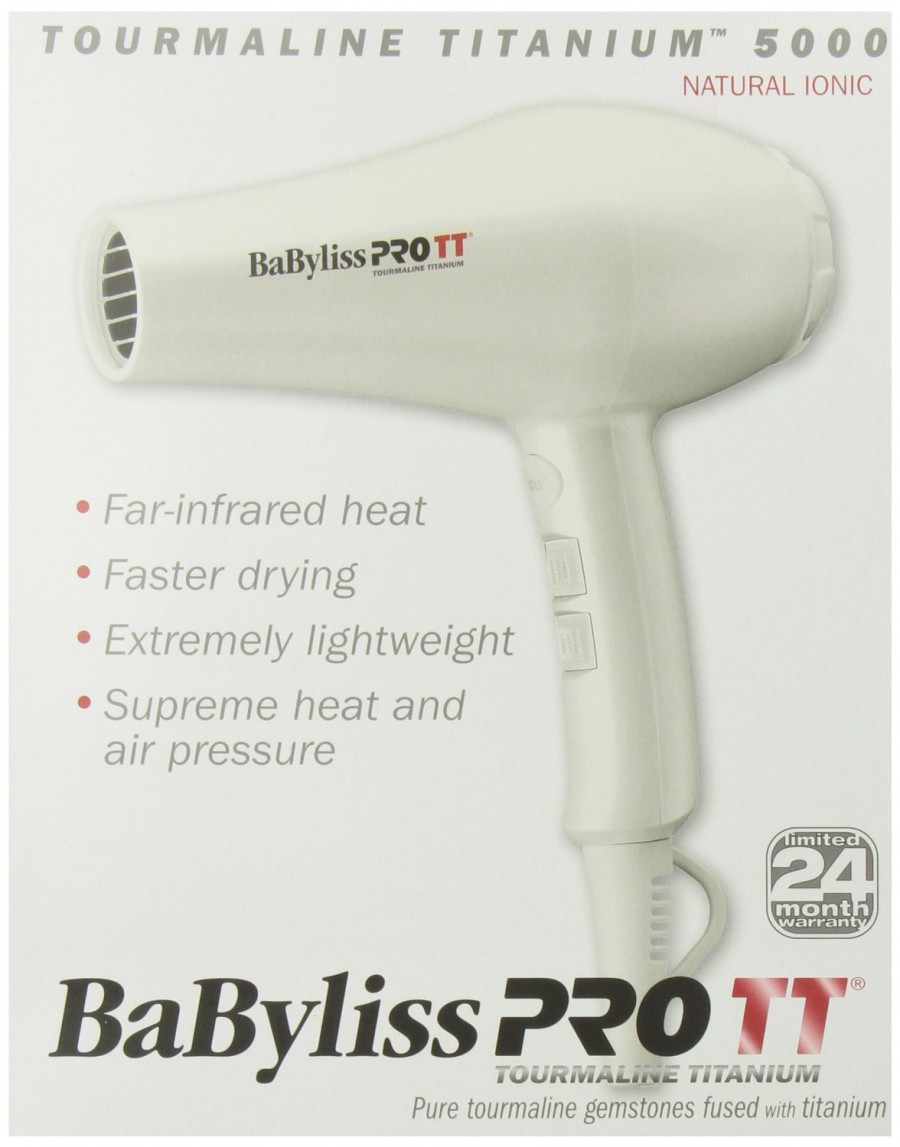 TOURMALINE TITANIUM™ 5000
NATURAL IONIC
BaByliss PRO TT®
TOURMALINE TITANIUM
• Far-infrared heat
• Faster drying
• Extremely lightweight
• Supreme heat and
air pressure
limited
24
month
warranty
BaByliss PRO TT®
TOURMALINE TITANIUM
Pure tourmaline gemstones fused with titanium